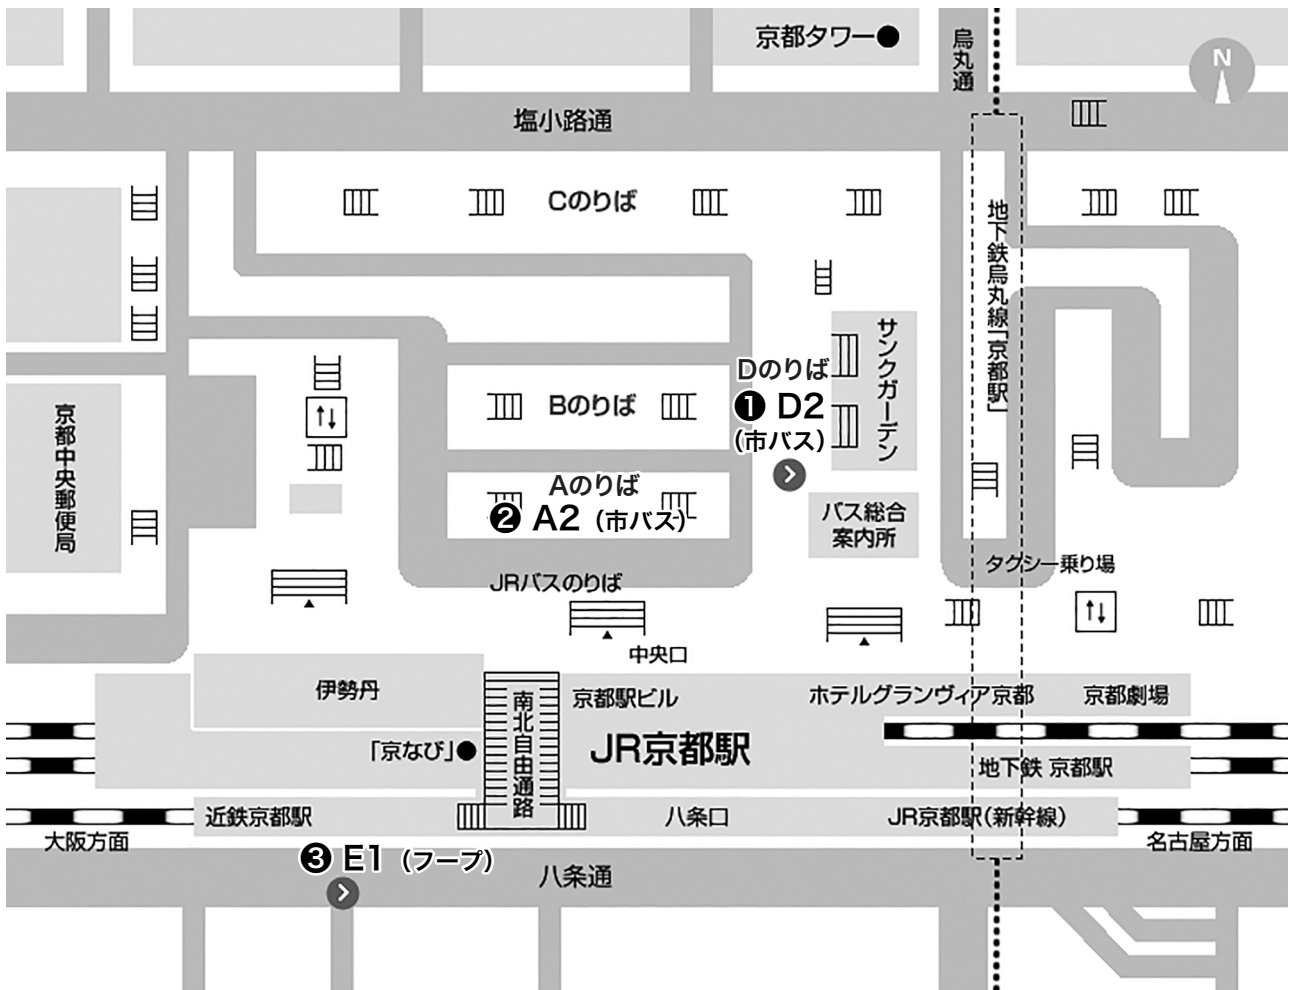 京都タワー
烏丸通
N
塩小路通
Cのりば
地下鉄烏丸線「京都駅」
サンクガーデン
Dのりば
❶ D2
（市バス）
Bのりば
京都中央郵便局
Aのりば
❷ A2（市バス）
バス総合
案内所
タクシー乗り場
JRバスのりば
中央口
伊勢丹
南北自由通路
京都駅ビル
ホテルグランヴィア京都
京都劇場
「京なび」
JR京都駅
地下鉄 京都駅
近鉄京都駅
八条口
JR京都駅（新幹線）
大阪方面
名古屋方面
❸ E1（フープ）
八条通